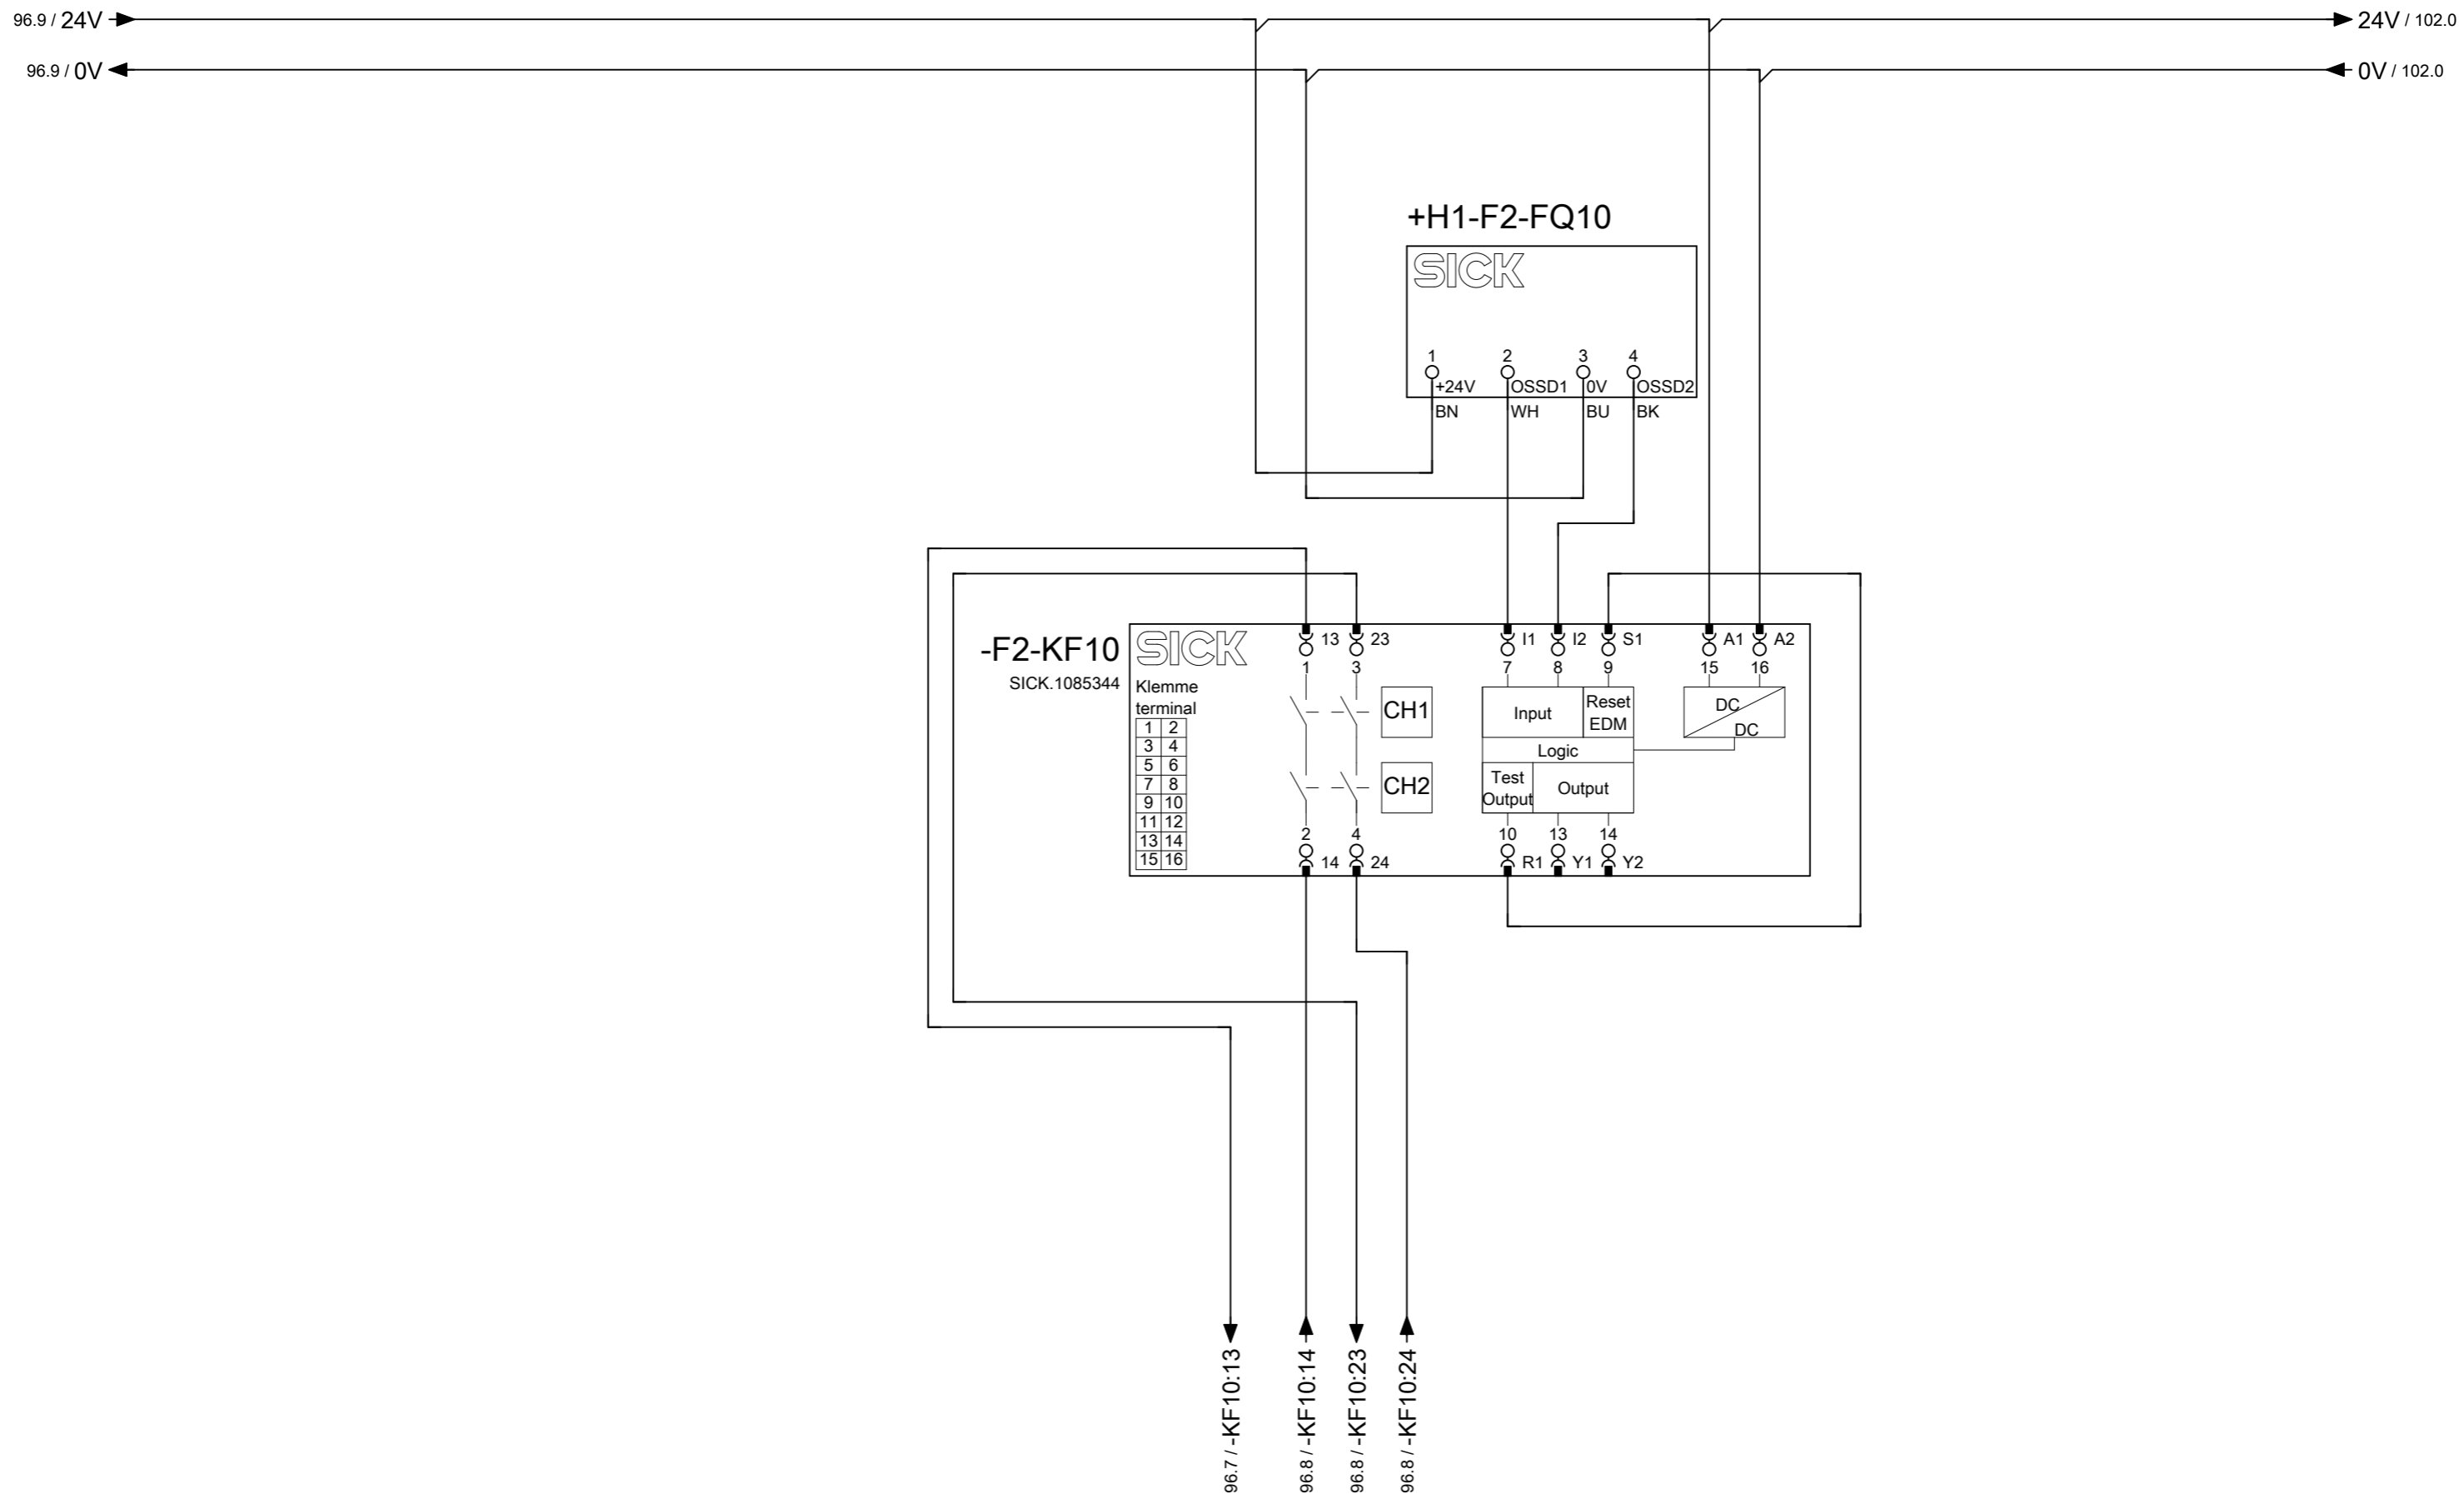 96.9 / 24V
24V / 102.0
96.9 / 0V
0V / 102.0
+H1-F2-FQ10
SICK
1 2 3 4
+24V OSSD1 0V OSSD2
BN WH BU BK
-F2-KF10
SICK.1085344
SICK
13 23 I1 I2 S1 A1 A2
1 3 7 8 9 15 16
Klemme
terminal
1 2
3 4
5 6
7 8
9 10
11 12
13 14
15 16
CH1
CH2
Input
Reset
EDM
Logic
Test
Output
Output
DC
DC
2 4 10 13 14
14 24 R1 Y1 Y2
96.7 / -KF10:13
96.8 / -KF10:14
96.8 / -KF10:23
96.8 / -KF10:24